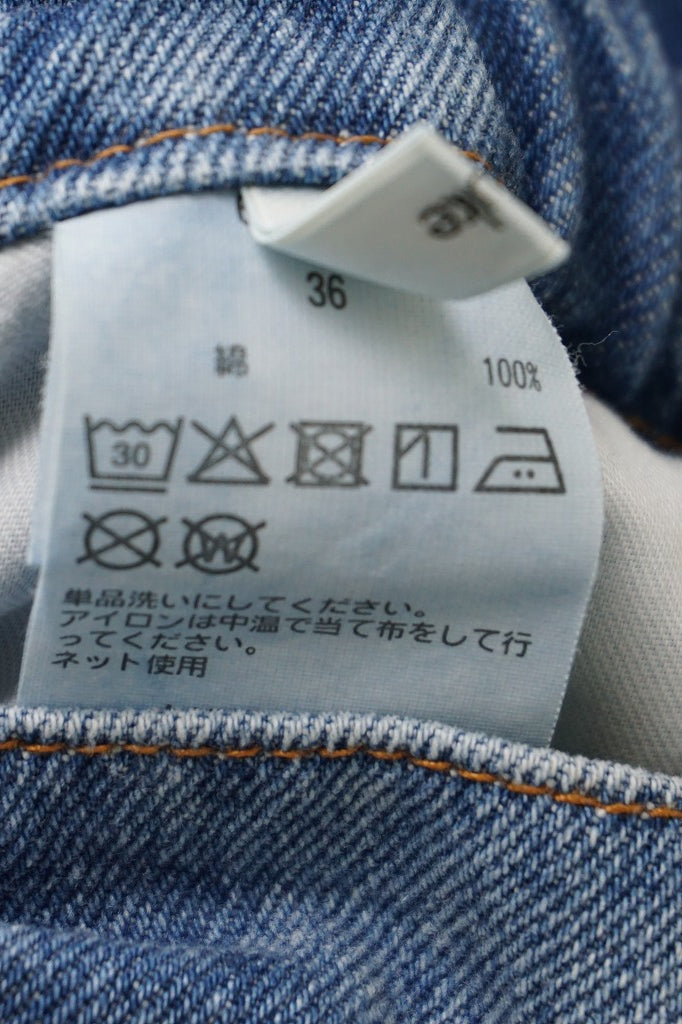 36
綿 100%
30
W
単品洗いにしてください。
アイロンは中温で当て布をして行
ってください。
ネット使用